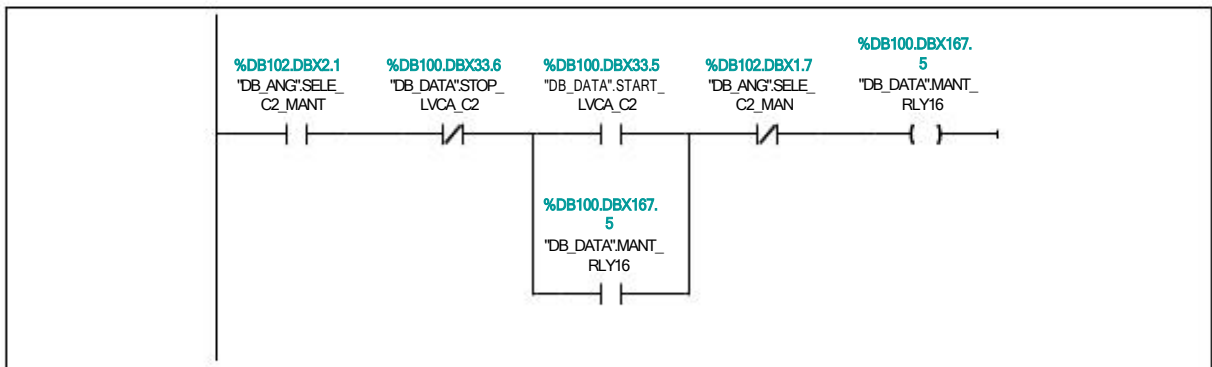 %DB100.DBX167.
5
%DB102.DBX2.1
%DB100.DBX33.6
%DB100.DBX33.5
%DB102.DBX1.7
"DB_DATA".MANT_
RLY16
"DB_ANG".SELE_
C2_MANT
"DB_DATA".STOP_
LVCA_C2
"DB_DATA".START_
LVCA_C2
"DB_ANG".SELE_
C2_MAN
%DB100.DBX167.
5
"DB_DATA".MANT_
RLY16